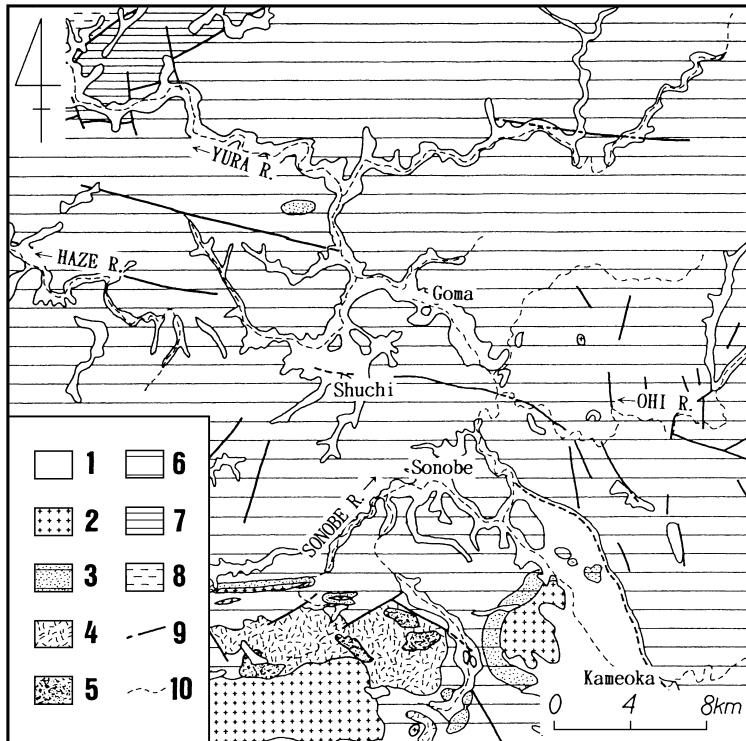 ← YURA R.
← HAZE R.
Goma
Shuchi
← OHI R.
Sonobe
SONOBE R. →
Kameoka
0 4 8km
1 6
2 7
3 8
4 9
5 10